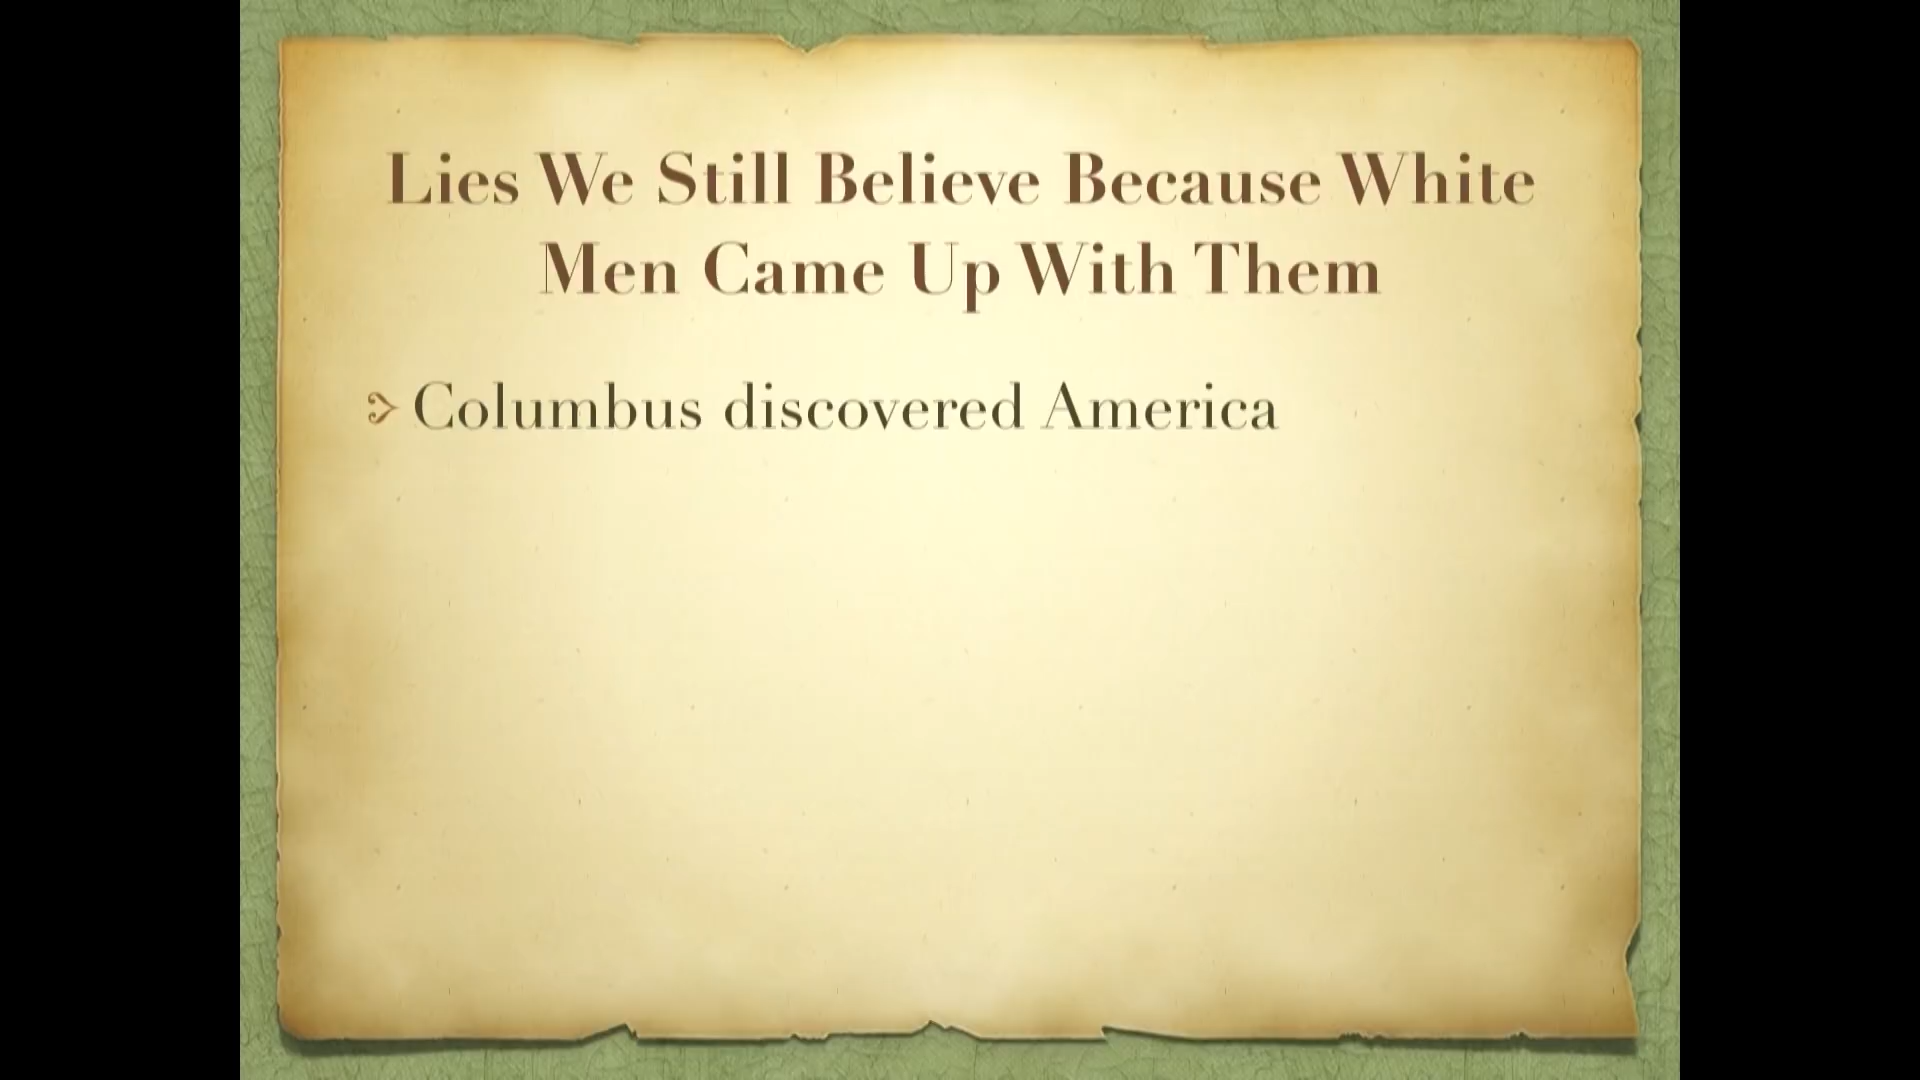 Lies We Still Believe Because White
Men Came Up With Them
Columbus discovered America